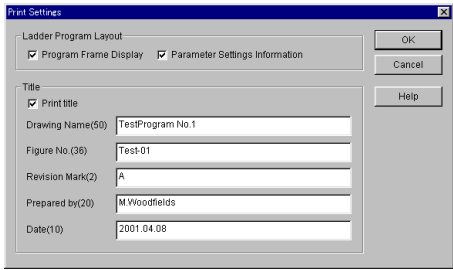 Print Settings
Ladder Program Layout
Program Frame Display
Parameter Settings Information
OK
Cancel
Help
Title
Print title
Drawing Name(50)
TestProgram No.1
Figure No.(36)
Test-01
Revision Mark(2)
A
Prepared by(20)
M.Woodfields
Date(10)
2001.04.08